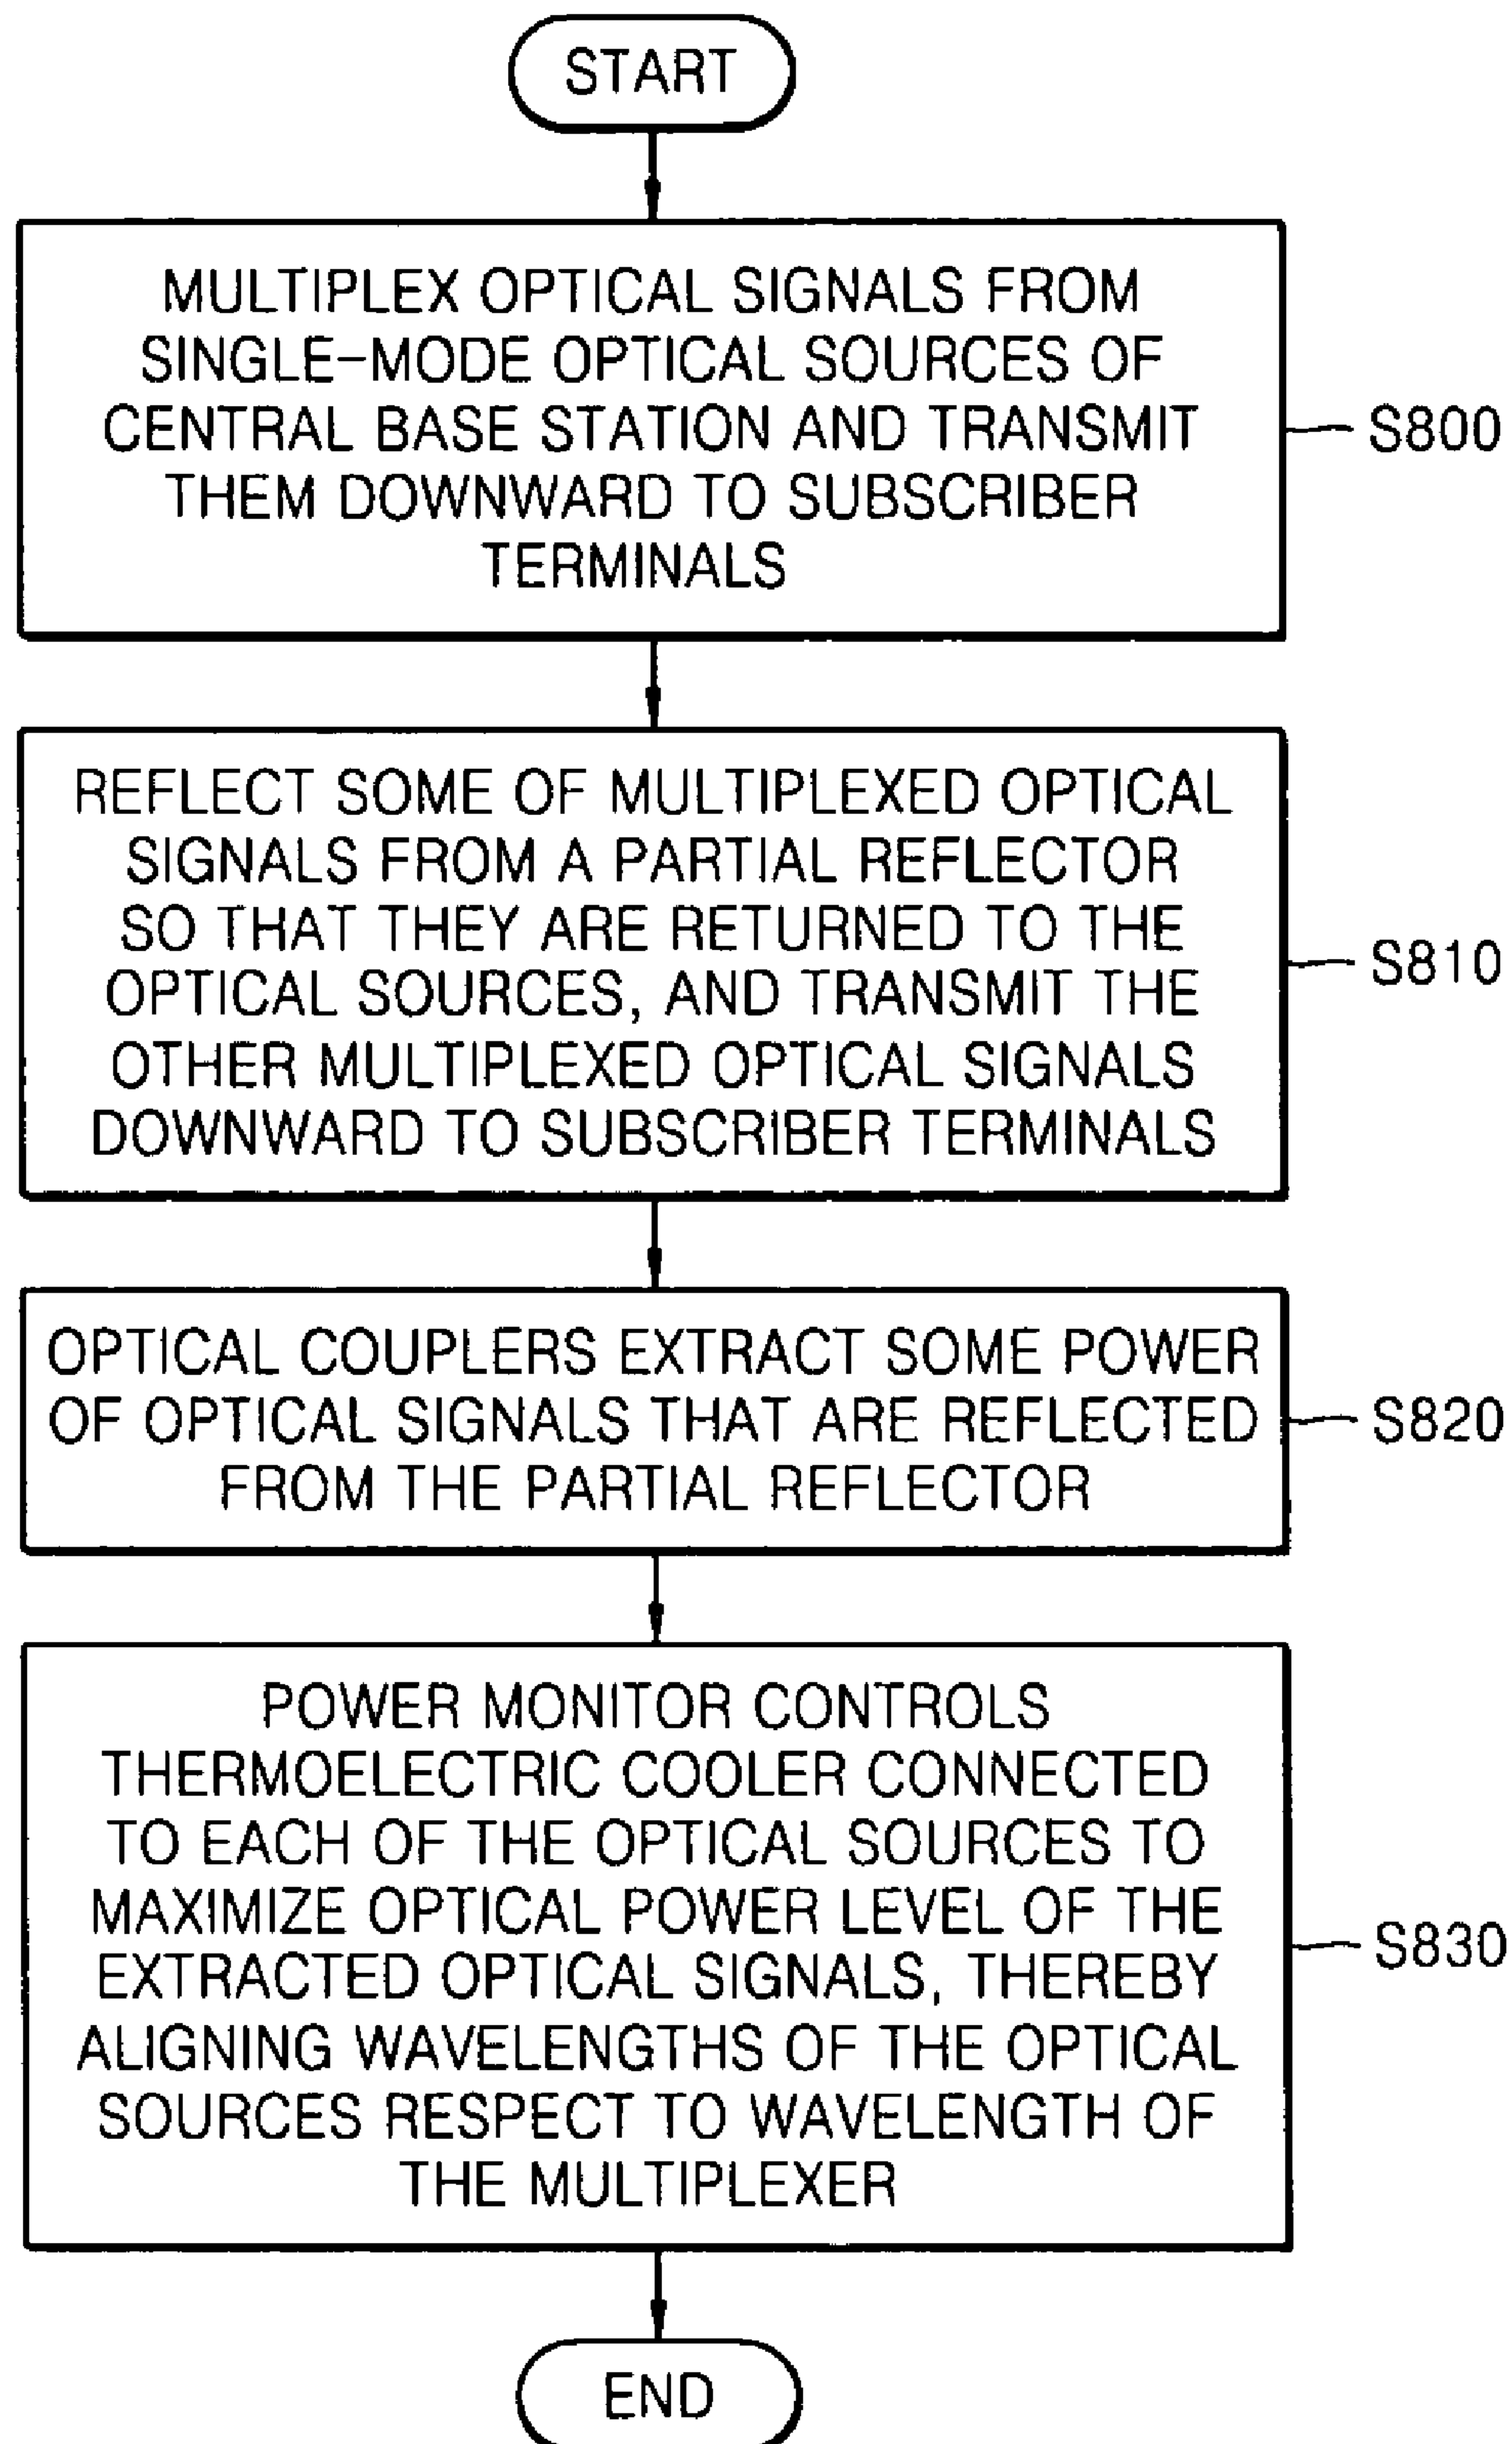 START
MULTIPLEX OPTICAL SIGNALS FROM
SINGLE-MODE OPTICAL SOURCES OF
CENTRAL BASE STATION AND TRANSMIT
THEM DOWNWARD TO SUBSCRIBER
TERMINALS
S800
REFLECT SOME OF MULTIPLEXED OPTICAL
SIGNALS FROM A PARTIAL REFLECTOR
SO THAT THEY ARE RETURNED TO THE
OPTICAL SOURCES, AND TRANSMIT THE
OTHER MULTIPLEXED OPTICAL SIGNALS
DOWNWARD TO SUBSCRIBER TERMINALS
S810
OPTICAL COUPLERS EXTRACT SOME POWER
OF OPTICAL SIGNALS THAT ARE REFLECTED
FROM THE PARTIAL REFLECTOR
S820
POWER MONITOR CONTROLS
THERMOELECTRIC COOLER CONNECTED
TO EACH OF THE OPTICAL SOURCES TO
MAXIMIZE OPTICAL POWER LEVEL OF THE
EXTRACTED OPTICAL SIGNALS, THEREBY
ALIGNING WAVELENGTHS OF THE OPTICAL
SOURCES RESPECT TO WAVELENGTH OF
THE MULTIPLEXER
S830
END